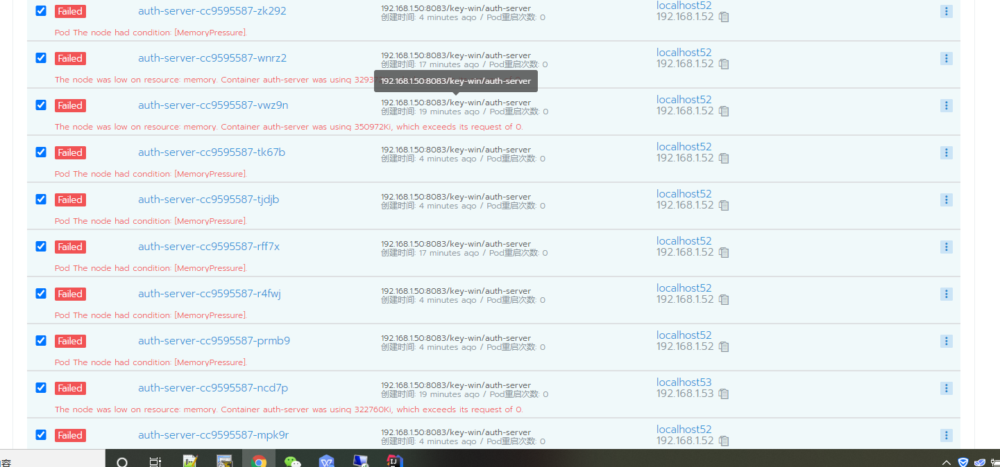 Failed auth-server-cc9595587-zk292 192.168.1.50:8083/key-win/auth-server localhost52
创建时间: 4 minutes ago / Pod重启次数: 0 192.168.1.52
Pod The node had condition: [MemoryPressure].
Failed auth-server-cc9595587-wnrz2 192.168.1.50:8083/key-win/auth-server localhost52
创建时间: 17 minutes ago / Pod重启次数: 0 192.168.1.52
The node was low on resource: memory. Container auth-server was using
192.168.1.50:8083/key-win/auth-server
Failed auth-server-cc9595587-vwz9n 192.168.1.50:8083/key-win/auth-server localhost52
创建时间: 19 minutes ago / Pod重启次数: 0 192.168.1.52
The node was low on resource: memory. Container auth-server was using 350972Ki, which exceeds its request of 0.
Failed auth-server-cc9595587-tk67b 192.168.1.50:8083/key-win/auth-server localhost52
创建时间: 4 minutes ago / Pod重启次数: 0 192.168.1.52
Pod The node had condition: [MemoryPressure].
Failed auth-server-cc9595587-tjdjb 192.168.1.50:8083/key-win/auth-server localhost52
创建时间: 4 minutes ago / Pod重启次数: 0 192.168.1.52
Pod The node had condition: [MemoryPressure].
Failed auth-server-cc9595587-rff7x 192.168.1.50:8083/key-win/auth-server localhost52
创建时间: 17 minutes ago / Pod重启次数: 0 192.168.1.52
Pod The node had condition: [MemoryPressure].
Failed auth-server-cc9595587-r4fwj 192.168.1.50:8083/key-win/auth-server localhost52
创建时间: 4 minutes ago / Pod重启次数: 0 192.168.1.52
Pod The node had condition: [MemoryPressure].
Failed auth-server-cc9595587-prmb9 192.168.1.50:8083/key-win/auth-server localhost52
创建时间: 4 minutes ago / Pod重启次数: 0 192.168.1.52
Pod The node had condition: [MemoryPressure].
Failed auth-server-cc9595587-ncd7p 192.168.1.50:8083/key-win/auth-server localhost53
创建时间: 19 minutes ago / Pod重启次数: 0 192.168.1.53
The node was low on resource: memory. Container auth-server was using 322760Ki, which exceeds its request of 0.
Failed auth-server-cc9595587-mpk9r 192.168.1.50:8083/key-win/auth-server localhost52
创建时间: 4 minutes ago / Pod重启次数: 0 192.168.1.52